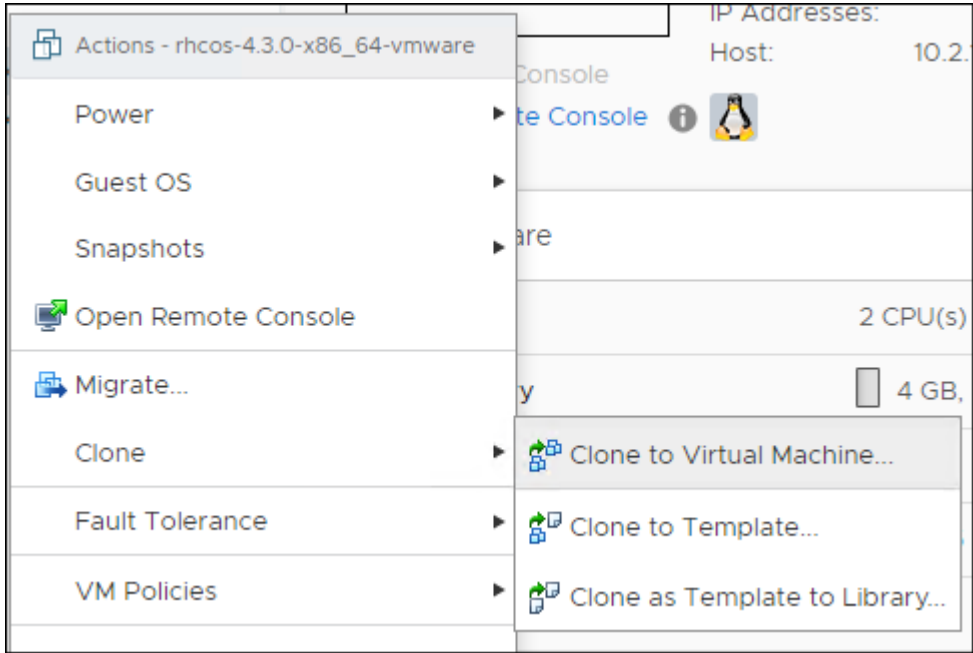 IP Addresses:
Actions - rhcos-4.3.0-x86_64-vmware
Host: 10.2.
Console
Power
te Console
Guest OS
Snapshots
are
Open Remote Console
2 CPU(s)
Migrate...
y
4 GB,
Clone
Clone to Virtual Machine...
Fault Tolerance
Clone to Template...
VM Policies
Clone as Template to Library...